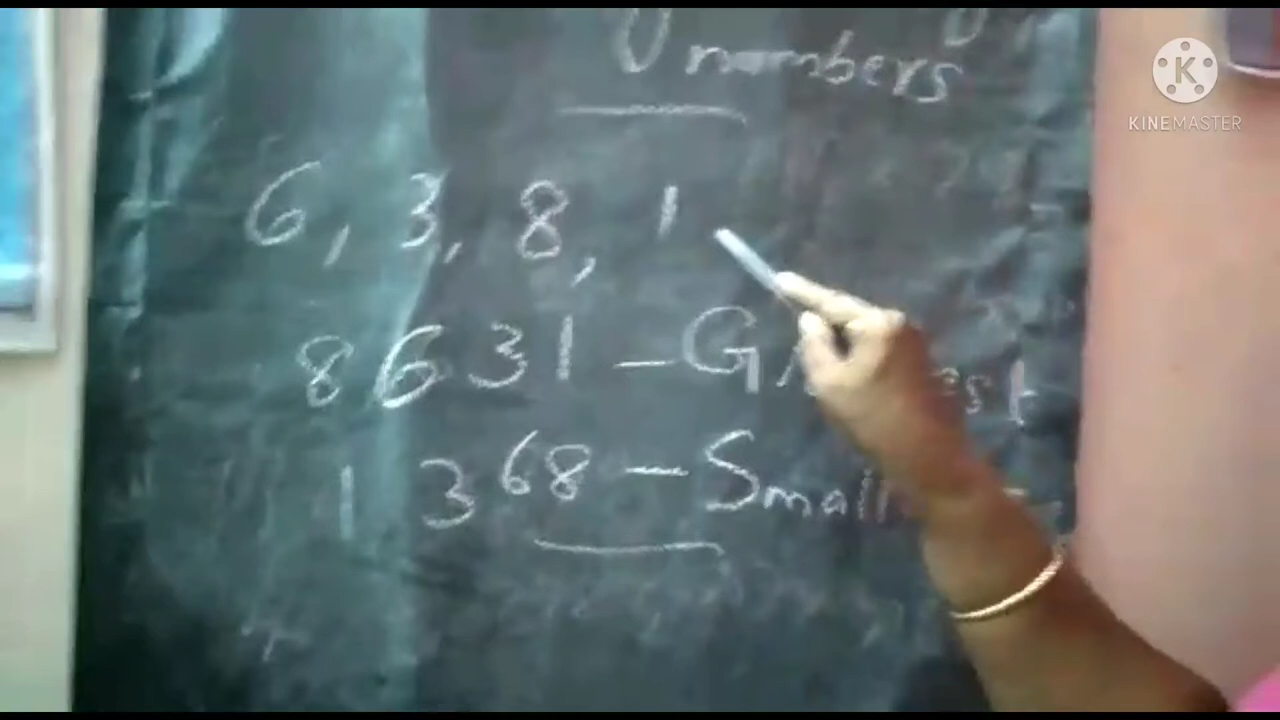 numbers
6, 3, 8, 1
8631 - G
1368 - Small
K
KINEMASTER